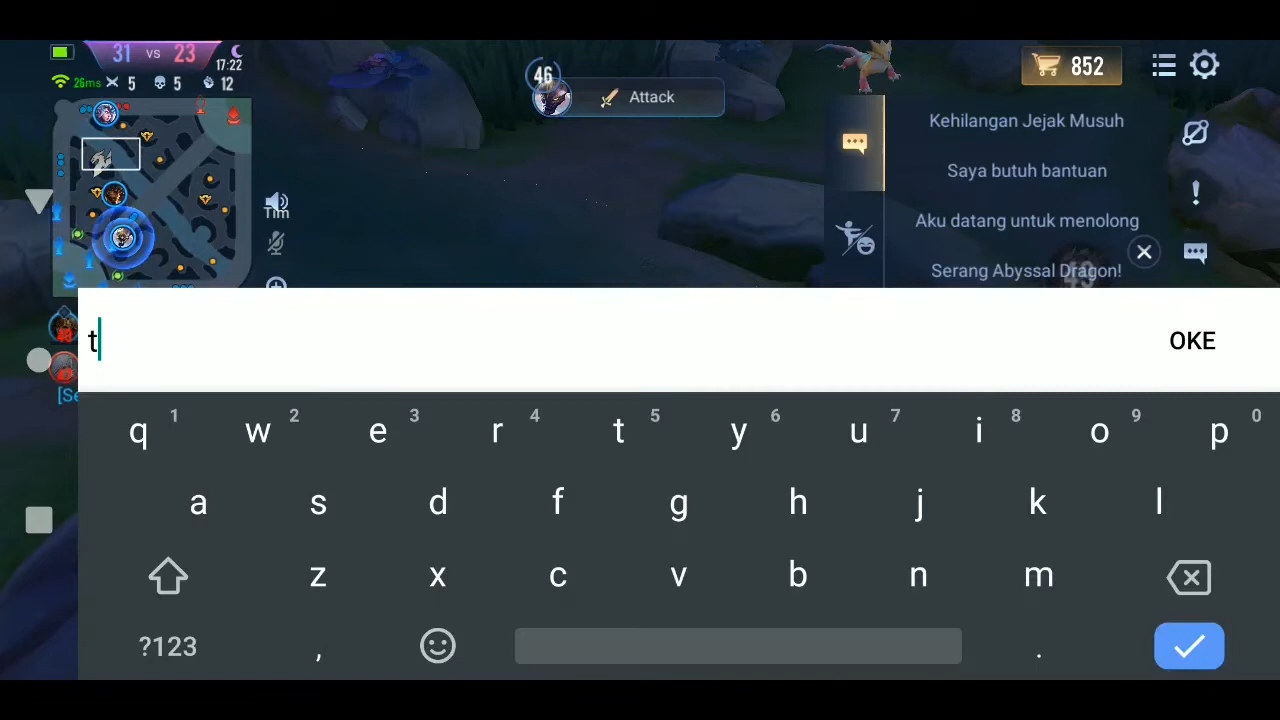 31 vs 23
17:22
26ms 5 5 12
46
Attack
852
Kehilangan Jejak Musuh
Saya butuh bantuan
Aku datang untuk menolong
Serang Abyssal Dragon!
Tim
[Se
t
OKE
q 1 w 2 e 3 r 4 t 5 y 6 u 7 i 8 o 9 p 0
a s d f g h j k l
z x c v b n m
?123 , .